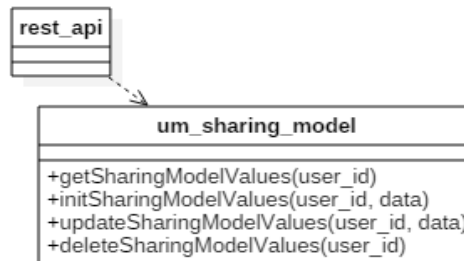 rest_api
um_sharing_model
+getSharingModelValues(user_id)
+initSharingModelValues(user_id, data)
+updateSharingModelValues(user_id, data)
+deleteSharingModelValues(user_id)